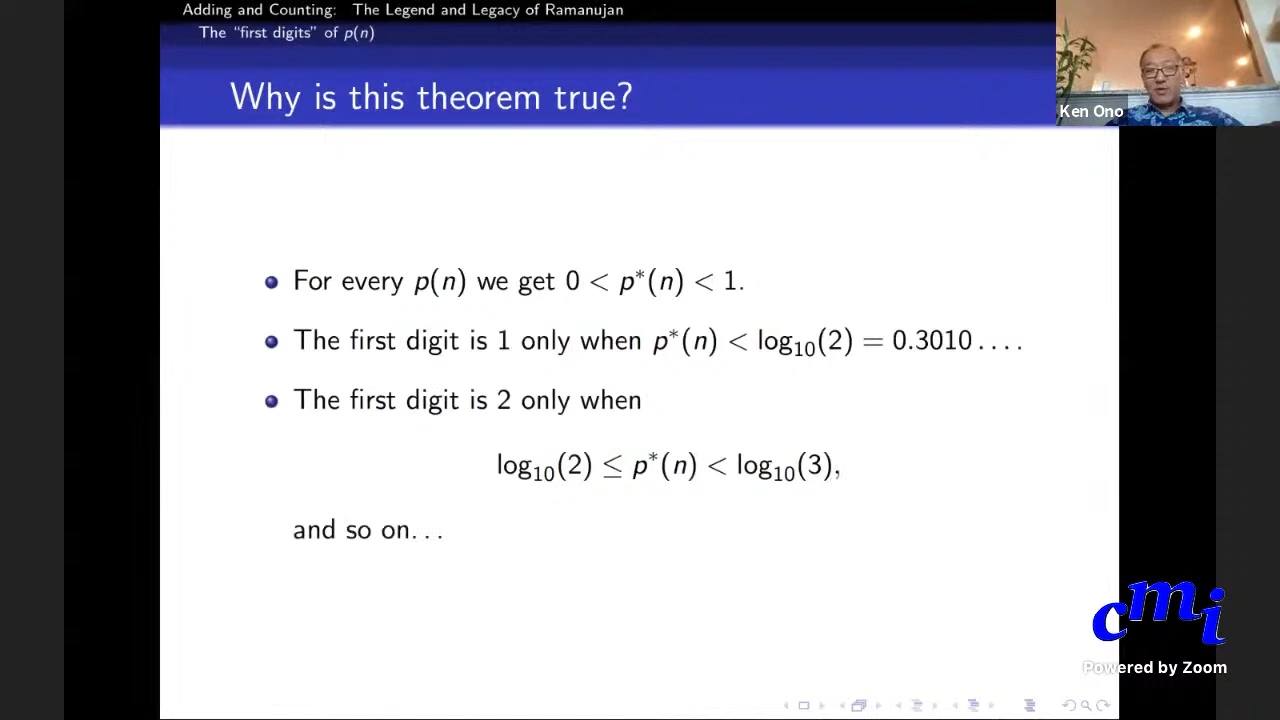 Adding and Counting: The Legend and Legacy of Ramanujan
The “first digits” of p(n)
Why is this theorem true?
Ken Ono
For every p(n) we get 0 < p*(n) < 1.
The first digit is 1 only when p*(n) < log₁₀(2) = 0.3010 . . . .
The first digit is 2 only when
log₁₀(2) ≤ p*(n) < log₁₀(3),
and so on. . .
cmi
Powered by Zoom